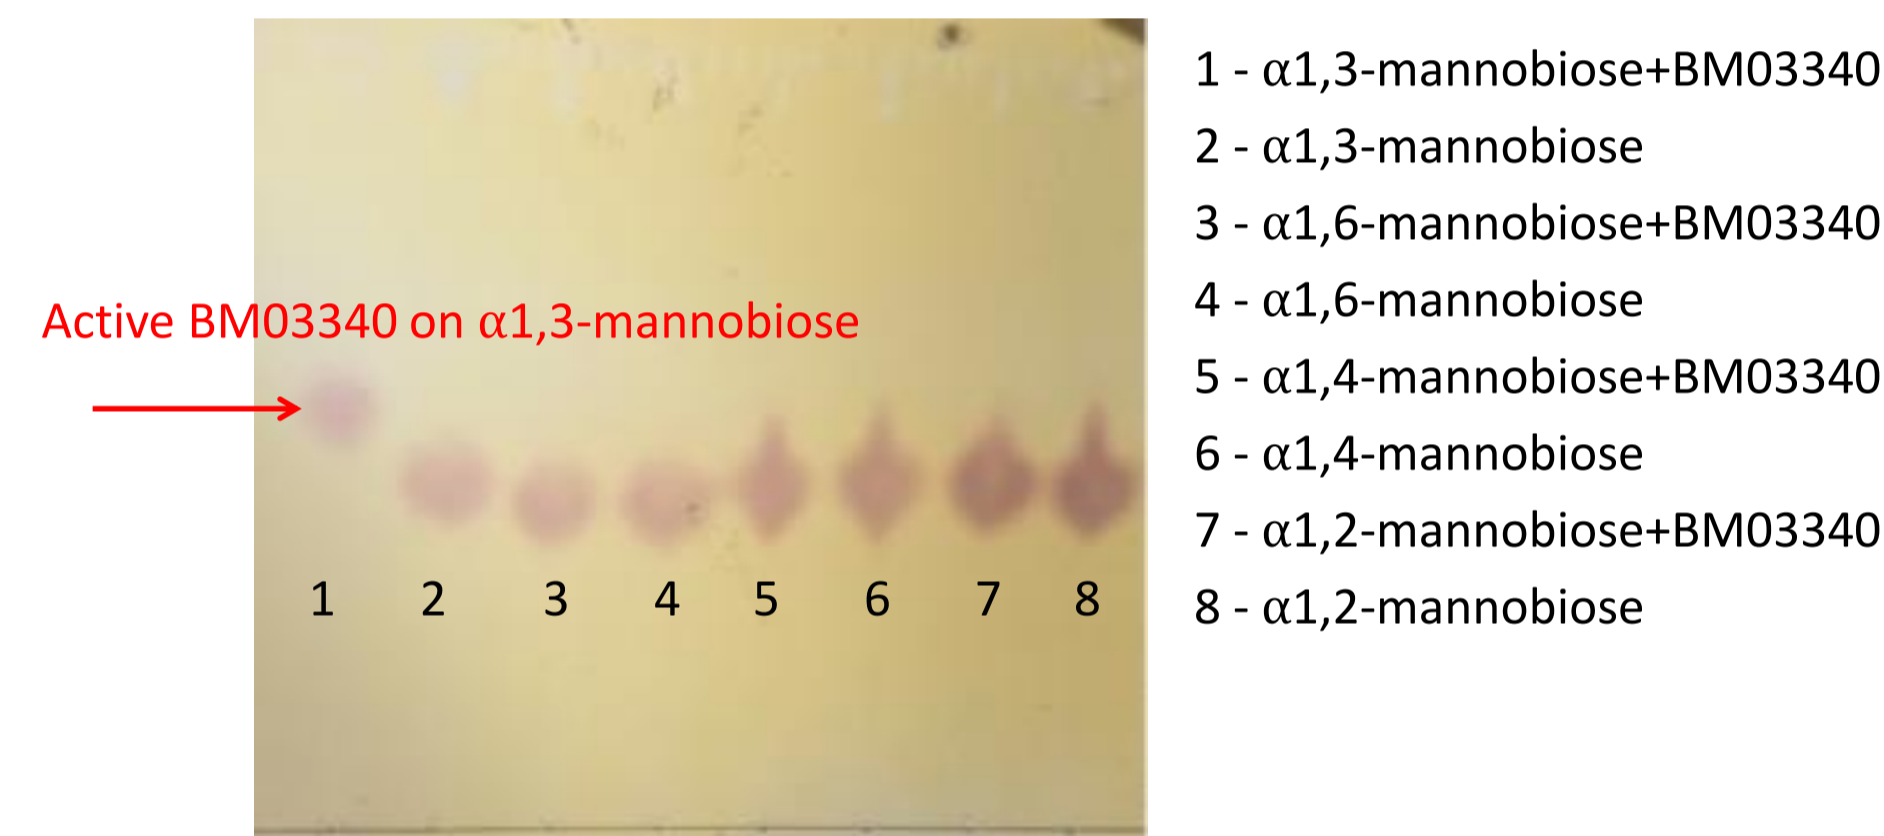 1 - α1,3-mannobiose+BM03340
2 - α1,3-mannobiose
3 - α1,6-mannobiose+BM03340
4 - α1,6-mannobiose
5 - α1,4-mannobiose+BM03340
6 - α1,4-mannobiose
7 - α1,2-mannobiose+BM03340
8 - α1,2-mannobiose
Active BM03340 on α1,3-mannobiose
1 2 3 4 5 6 7 8